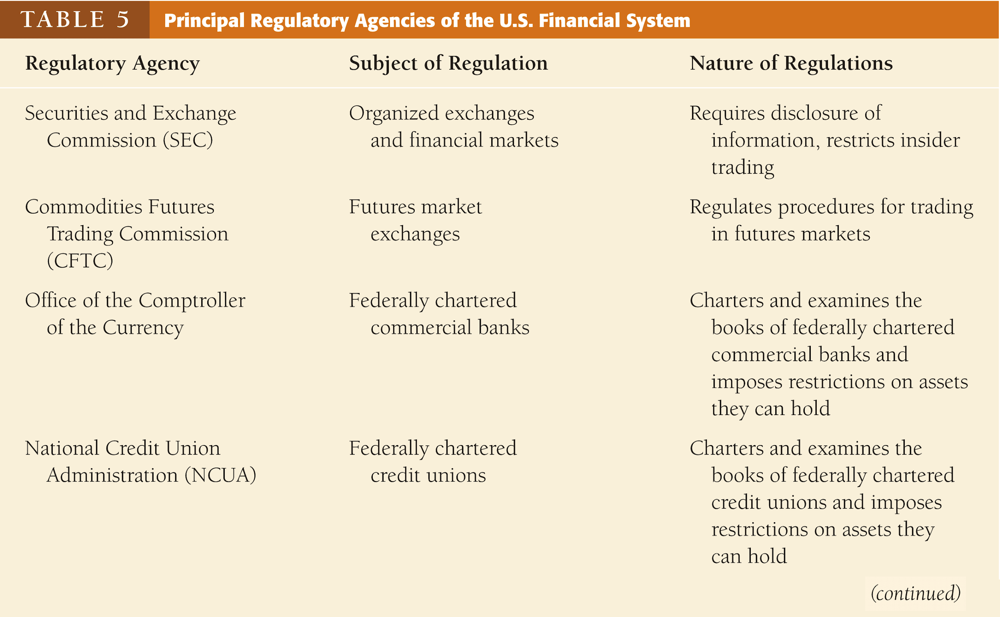 TABLE 5 Principal Regulatory Agencies of the U.S. Financial System
Regulatory Agency Subject of Regulation Nature of Regulations
Securities and Exchange Organized exchanges Requires disclosure of
Commission (SEC) and financial markets information, restricts insider
trading
Commodities Futures Futures market Regulates procedures for trading
Trading Commission exchanges in futures markets
(CFTC)
Office of the Comptroller Federally chartered Charters and examines the
of the Currency commercial banks books of federally chartered
commercial banks and
imposes restrictions on assets
they can hold
National Credit Union Federally chartered Charters and examines the
Administration (NCUA) credit unions books of federally chartered
credit unions and imposes
restrictions on assets they
can hold
(continued)